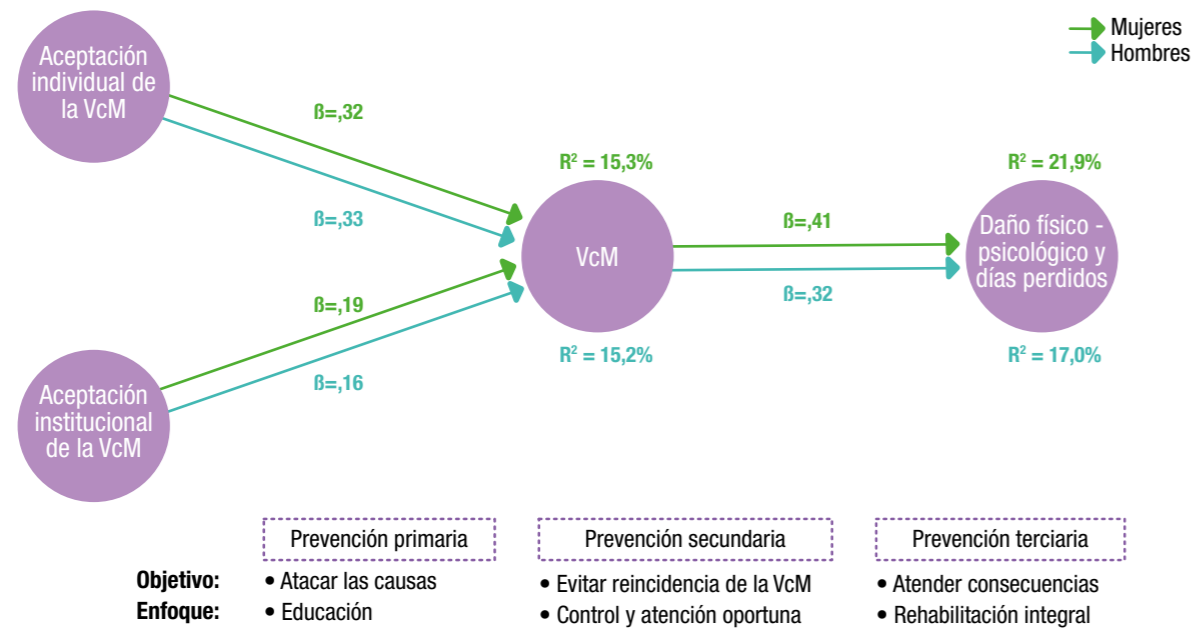 Mujeres
Hombres
Aceptación
individual de
la VcM
ß=,32
ß=,33
R² = 15,3%
VcM
R² = 15,2%
ß=,41
ß=,32
R² = 21,9%
Daño físico -
psicológico y
días perdidos
R² = 17,0%
ß=,19
ß=,16
Aceptación
institucional
de la VcM
Prevención primaria
Prevención secundaria
Prevención terciaria
Objetivo: • Atacar las causas • Evitar reincidencia de la VcM • Atender consecuencias
Enfoque: • Educación • Control y atención oportuna • Rehabilitación integral